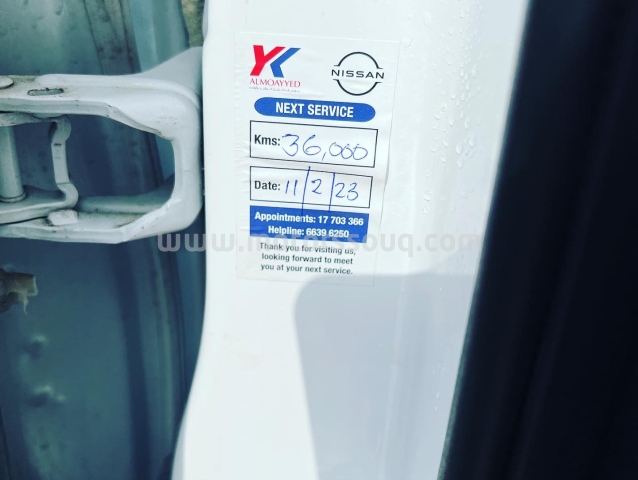 YK
ALMOAYYED
NISSAN
NEXT SERVICE
Kms: 36,000
Date: 11/2/23
Appointments: 17 703 366
Helpline: 6639 6250
Thank you for visiting us,
looking forward to meet
you at your next service.